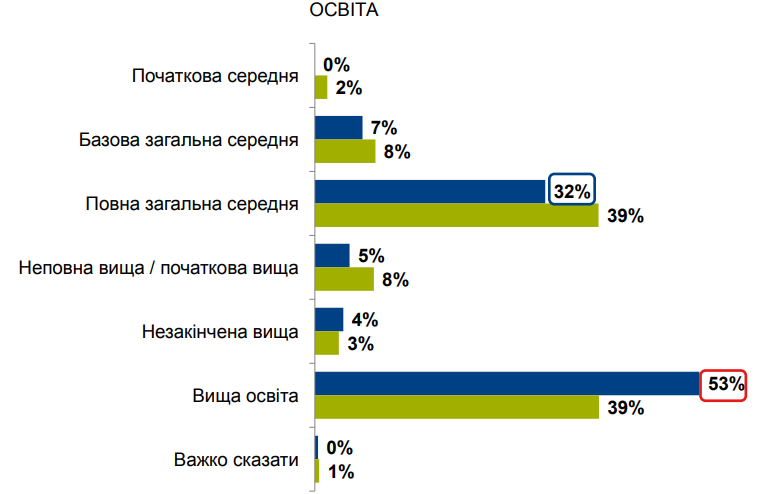 ОСВІТА
Початкова середня
0%
2%
Базова загальна середня
7%
8%
Повна загальна середня
32%
39%
Неповна вища / початкова вища
5%
8%
Незакінчена вища
4%
3%
Вища освіта
53%
39%
Важко сказати
0%
1%